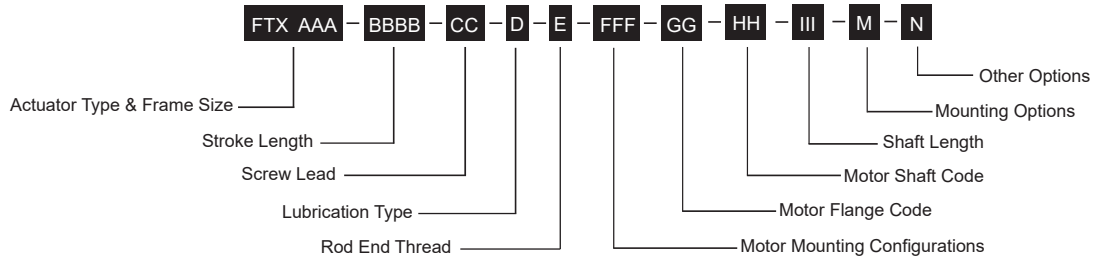 FTX AAA – BBBB – CC – D – E – FFF – GG – HH – III – M – N
Actuator Type & Frame Size
Stroke Length
Screw Lead
Lubrication Type
Rod End Thread
Other Options
Mounting Options
Shaft Length
Motor Shaft Code
Motor Flange Code
Motor Mounting Configurations